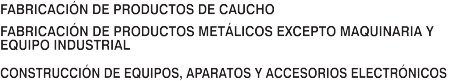 FABRICACIÓN DE PRODUCTOS DE CAUCHO
FABRICACIÓN DE PRODUCTOS METÁLICOS EXCEPTO MAQUINARIA Y
EQUIPO INDUSTRIAL
CONSTRUCCIÓN DE EQUIPOS, APARATOS Y ACCESORIOS ELECTRÓNICOS